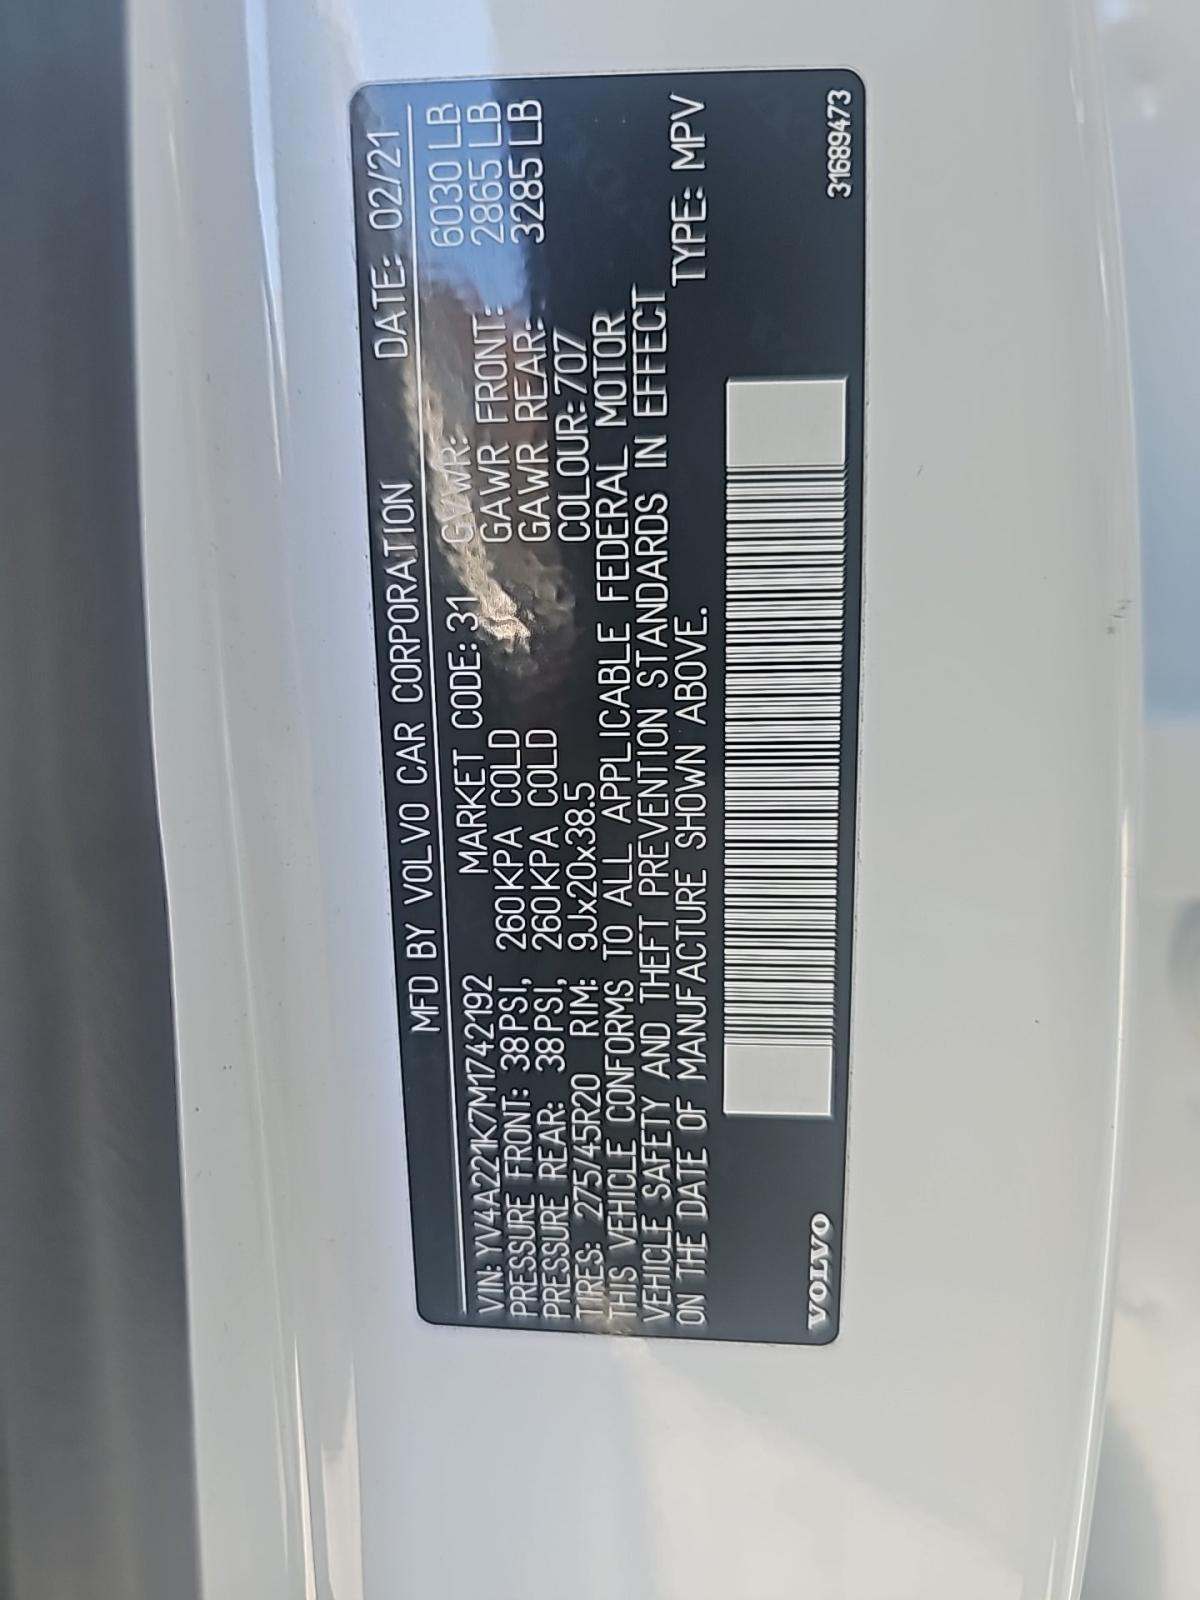 MFD BY VOLVO CAR CORPORATION DATE: 02/21
VIN: YV4A221K7M1742192 MARKET CODE: 31 GVWR: 6030 LB
PRESSURE FRONT: 38PSI, 260KPA COLD GAWR FRONT: 2865 LB
PRESSURE REAR: 38PSI, 260KPA COLD GAWR REAR: 3285 LB
TIRES: 275/45R20 RIM: 9Jx20x38.5 COLOUR: 707
THIS VEHICLE CONFORMS TO ALL APPLICABLE FEDERAL MOTOR
VEHICLE SAFETY AND THEFT PREVENTION STANDARDS IN EFFECT
ON THE DATE OF MANUFACTURE SHOWN ABOVE. TYPE: MPV
VOLVO 31689473